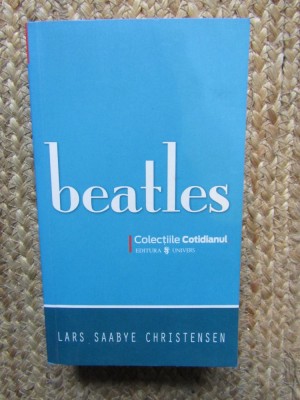 beatles
Colecțiile Cotidianul
EDITURA UNIVERS
LARS SAABYE CHRISTENSEN